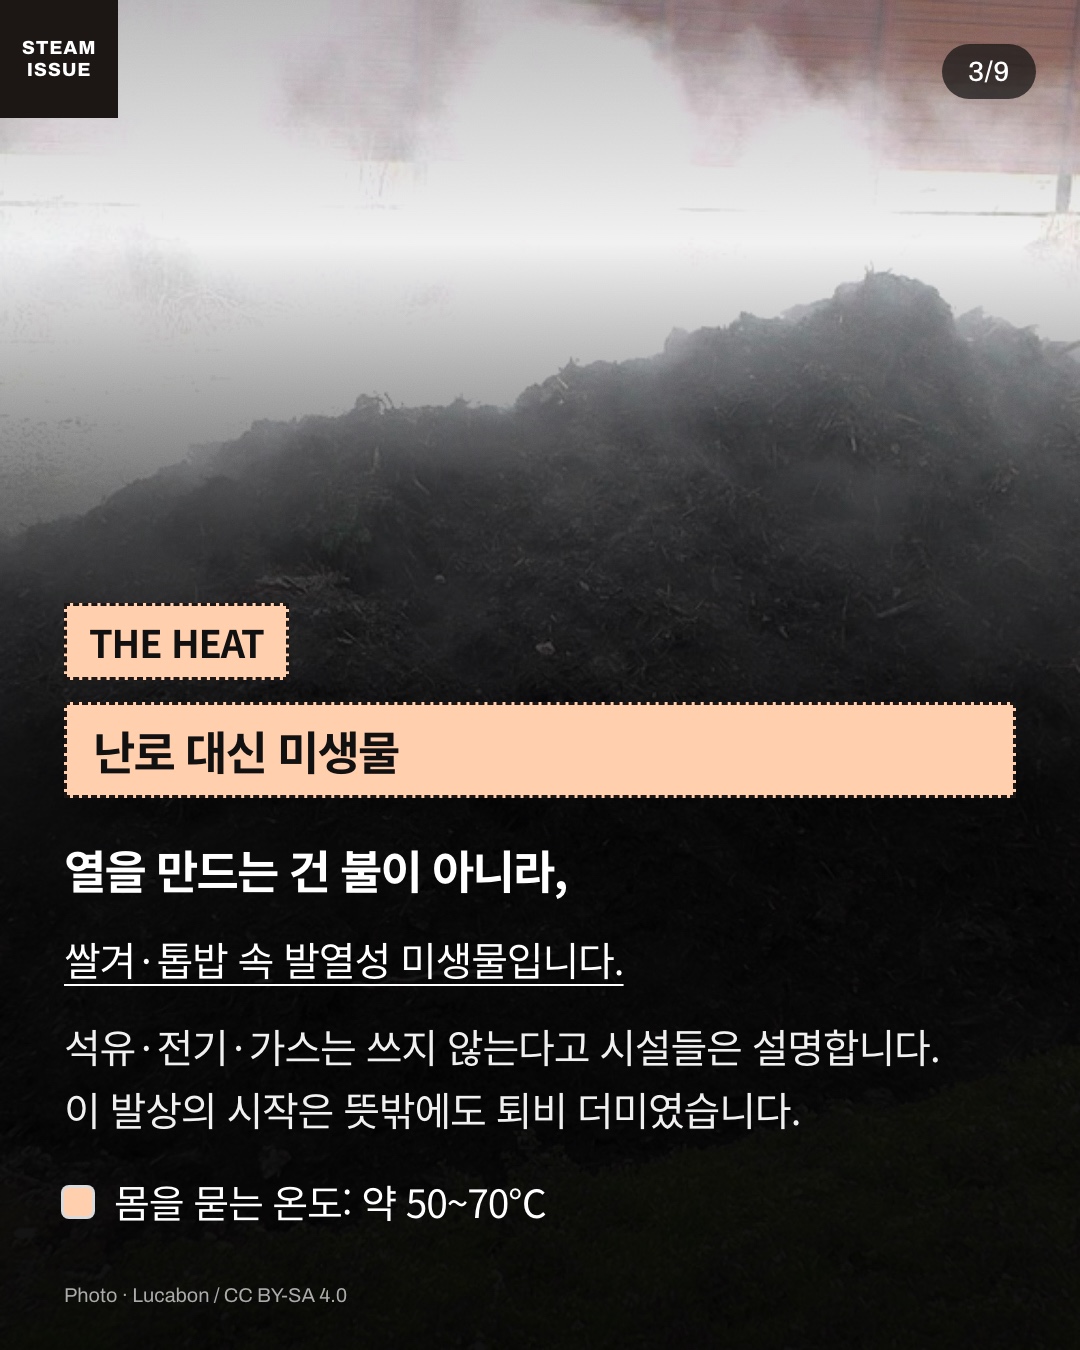 STEAM
ISSUE
3/9
THE HEAT
난로 대신 미생물
열을 만드는 건 불이 아니라,
쌀겨·톱밥 속 발열성 미생물입니다.
석유·전기·가스는 쓰지 않는다고 시설들은 설명합니다.
이 발상의 시작은 뜻밖에도 퇴비 더미였습니다.
몸을 묻는 온도: 약 50~70°C
Photo · Lucabon / CC BY-SA 4.0